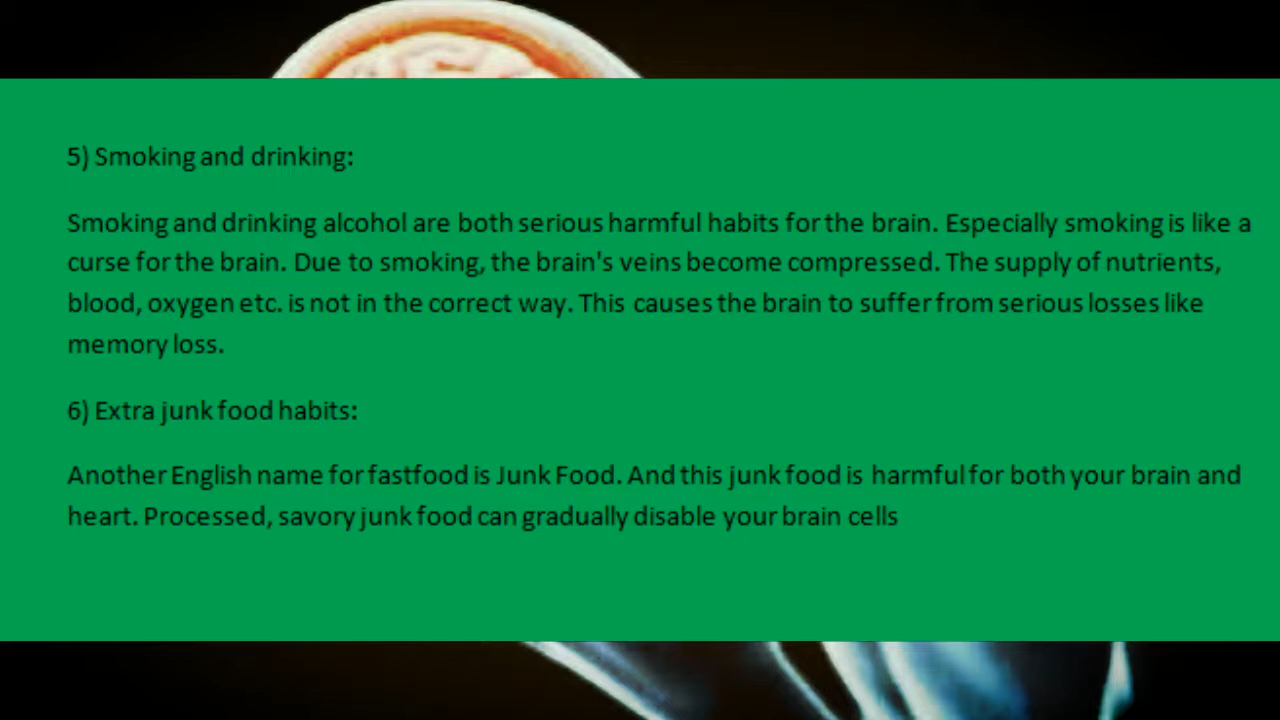 5) Smoking and drinking:
Smoking and drinking alcohol are both serious harmful habits for the brain. Especially smoking is like a
curse for the brain. Due to smoking, the brain's veins become compressed. The supply of nutrients,
blood, oxygen etc. is not in the correct way. This causes the brain to suffer from serious losses like
memory loss.
6) Extra junk food habits:
Another English name for fastfood is Junk Food. And this junk food is harmful for both your brain and
heart. Processed, savory junk food can gradually disable your brain cells